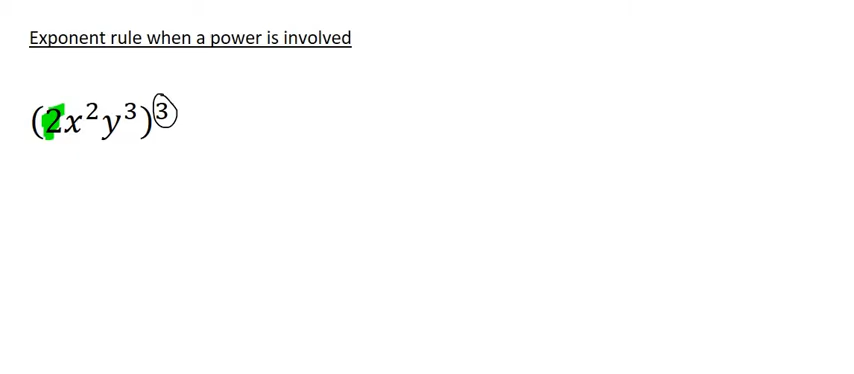 Exponent rule when a power is involved
(2x²y³)³